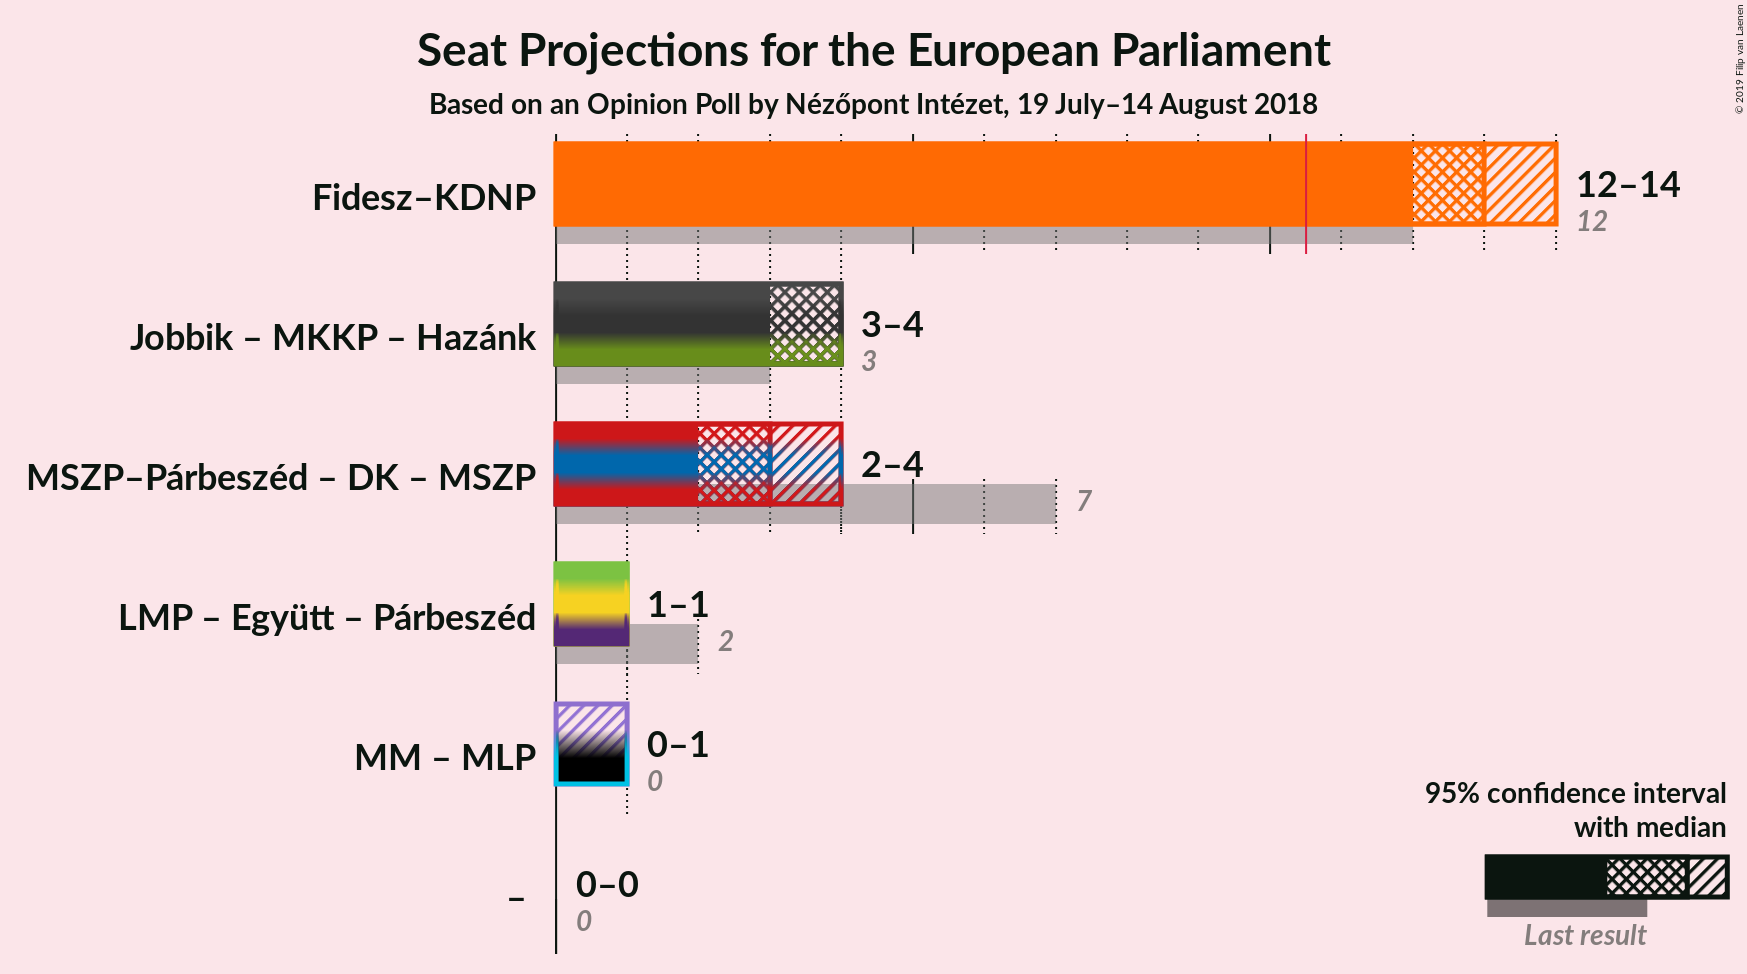 Seat Projections for the European Parliament
Based on an Opinion Poll by Nézőpont Intézet, 19 July–14 August 2018
© 2019 Filip van Laenen
Fidesz–KDNP
12–14
12
Jobbik – MKKP – Hazánk
3–4
3
MSZP–Párbeszéd – DK – MSZP
2–4
7
LMP – Együtt – Párbeszéd
1–1
2
MM – MLP
0–1
0
–
0–0
0
95% confidence interval
with median
Last result